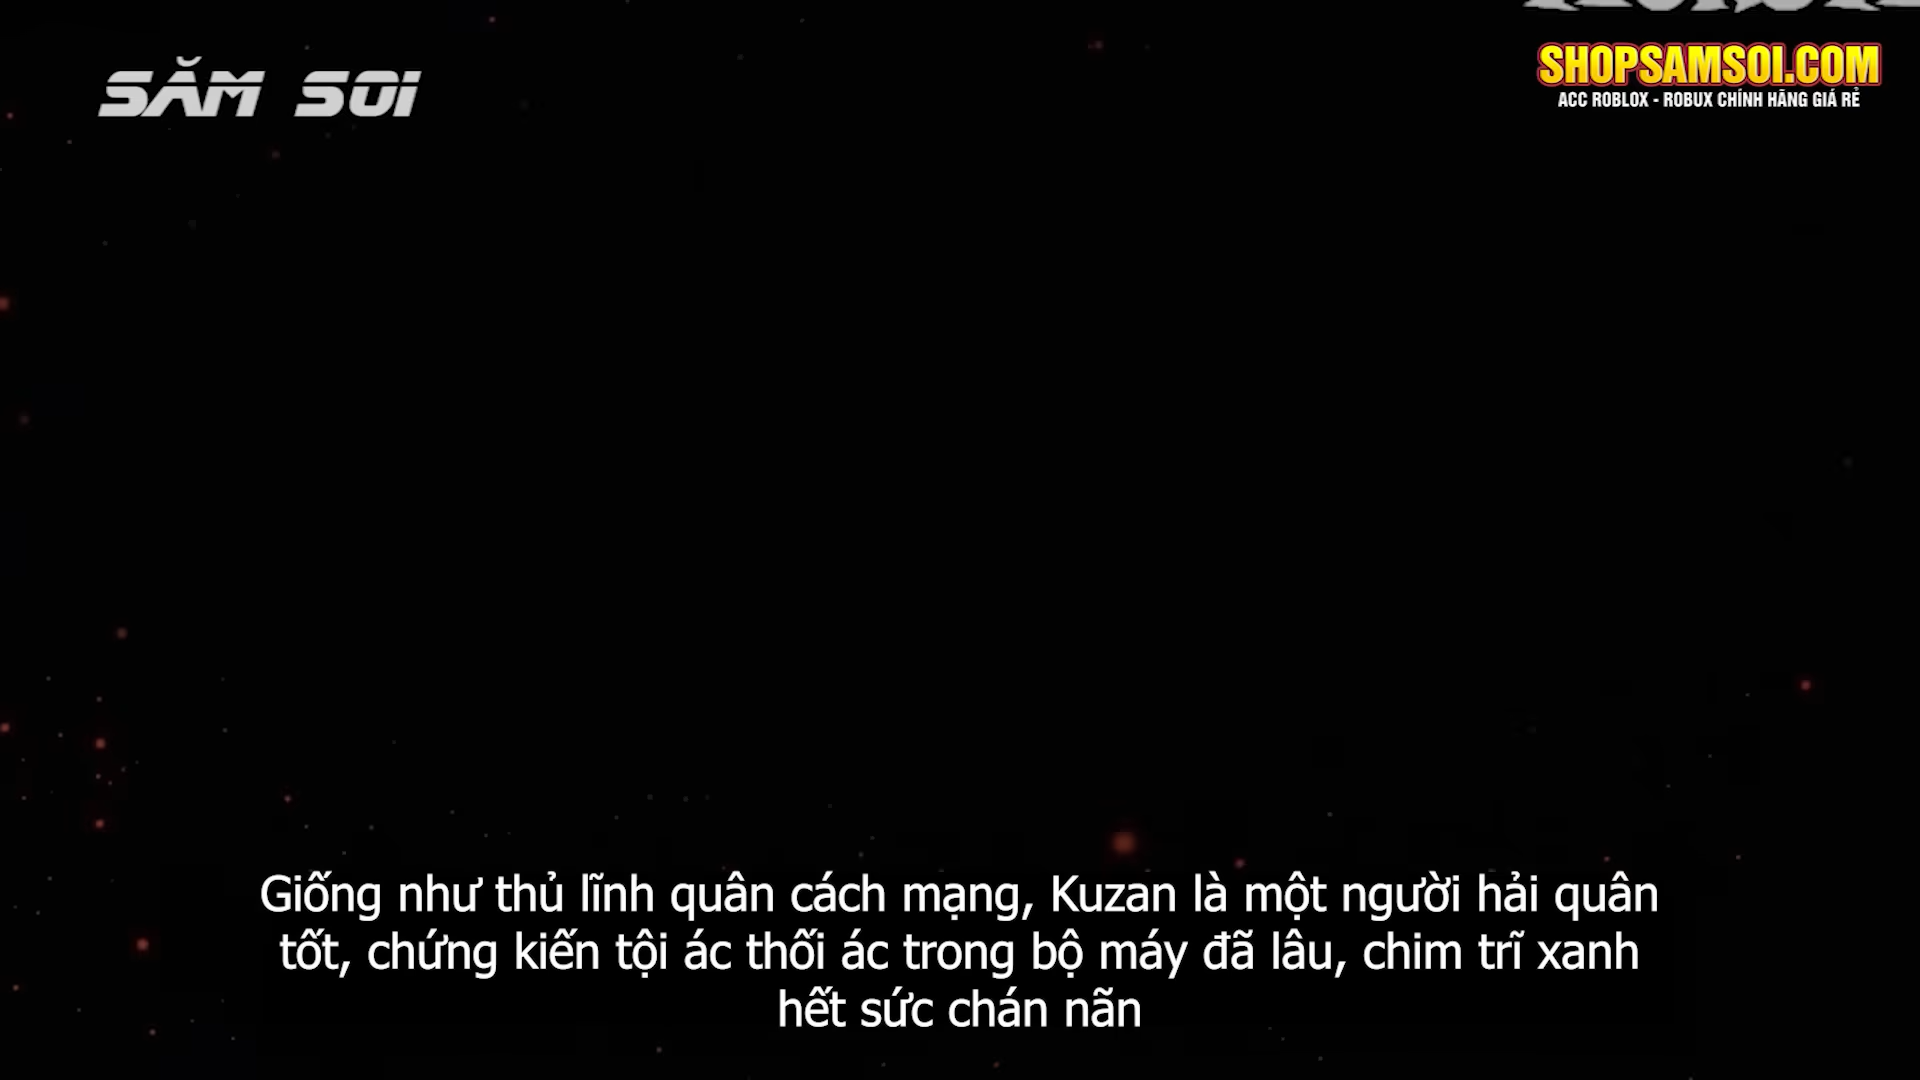 SĂM SOI
SHOPSAMSOI.COM
ACC ROBLOX - ROBUX CHÍNH HÃNG GIÁ RẺ
Giống như thủ lĩnh quân cách mạng, Kuzan là một người hải quân
tốt, chứng kiến tội ác thối ác trong bộ máy đã lâu, chim trĩ xanh
hết sức chán nãn